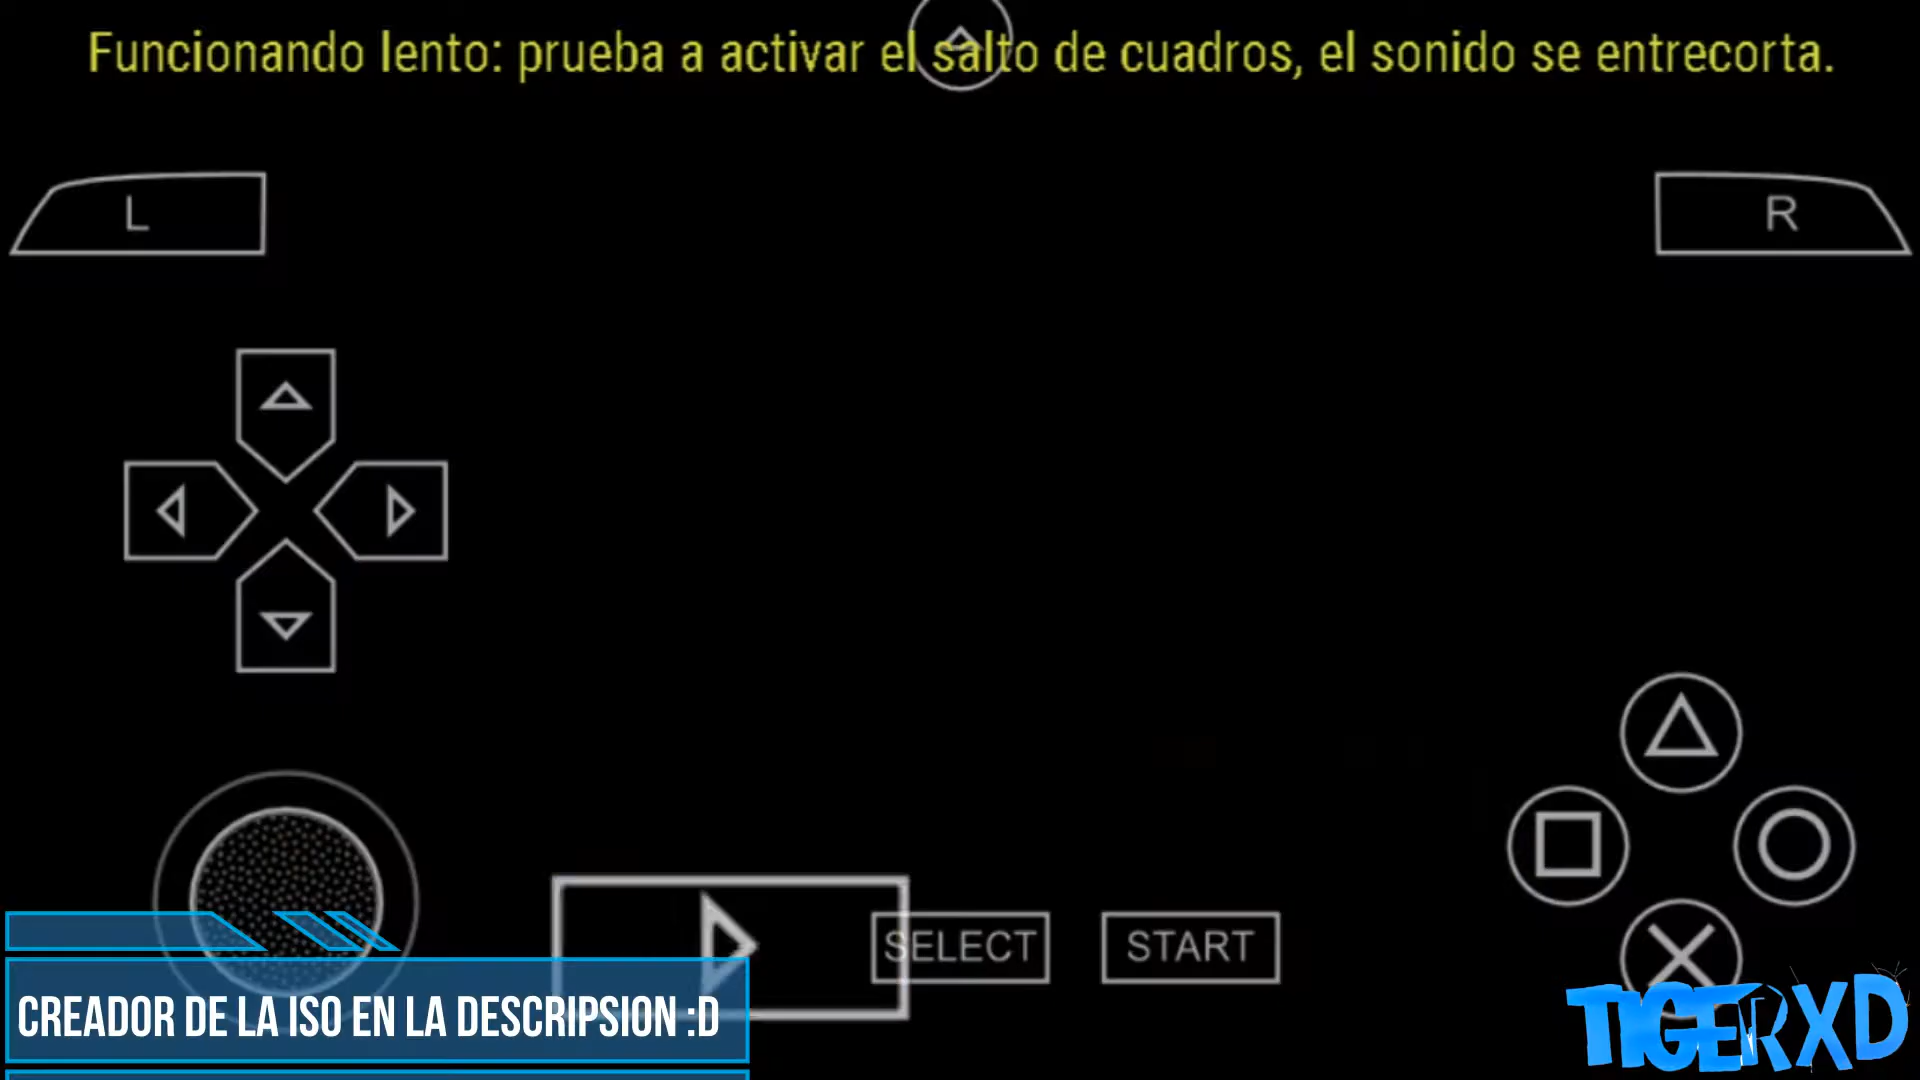 Funcionando lento: prueba a activar el salto de cuadros, el sonido se entrecorta.
L
R
SELECT
START
CREADOR DE LA ISO EN LA DESCRIPSION :D
TIGERXD